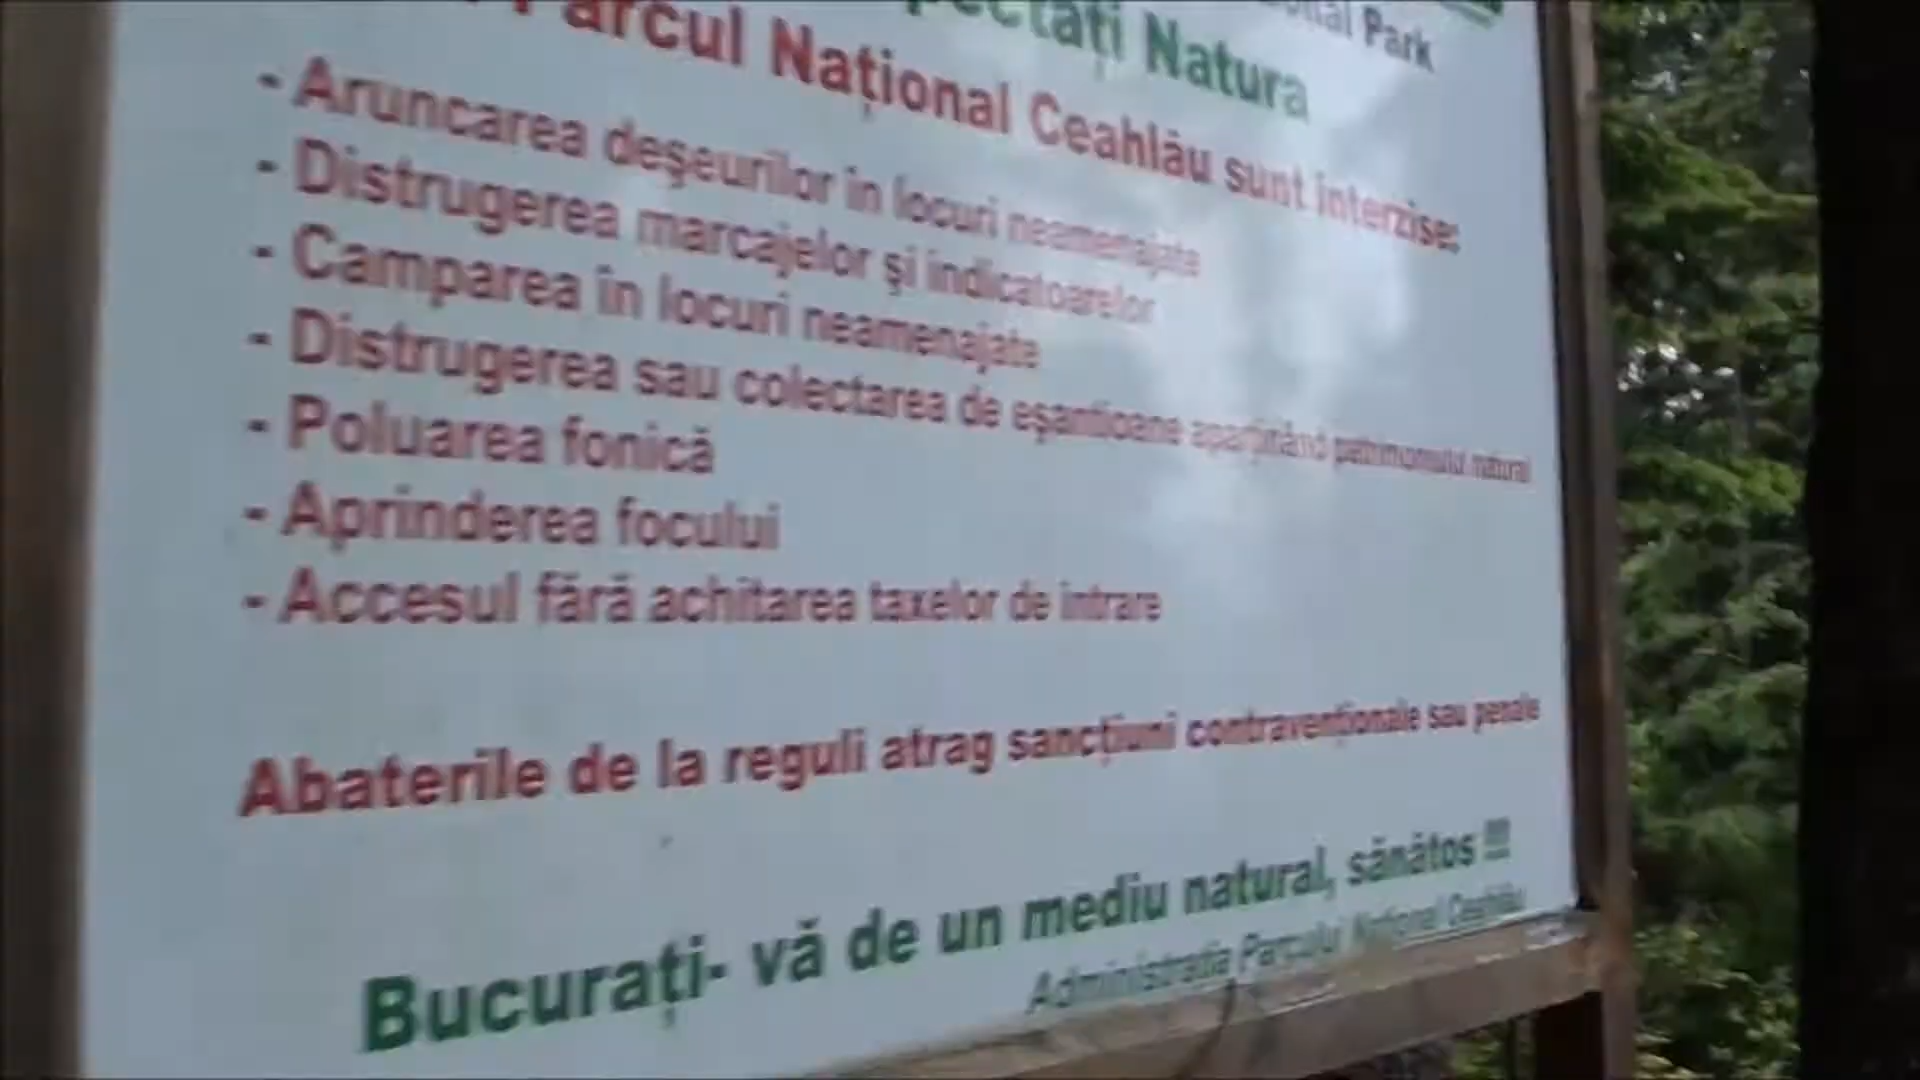 Park
Natura
Parcul Național Ceahlău sunt interzise:
- Aruncarea deșeurilor în locuri neamenajate
- Distrugerea marcajelor și indicatoarelor
- Camparea în locuri neamenajate
- Distrugerea sau colectarea de eșantioane aparținând patrimoniului natural
- Poluarea fonică
- Aprinderea focului
- Accesul fără achitarea taxelor de intrare
Abaterile de la reguli atrag sancțiuni contravenționale sau penale
Bucurați- vă de un mediu natural, sănătos !!!
Administratia Parcului Național Ceahlău